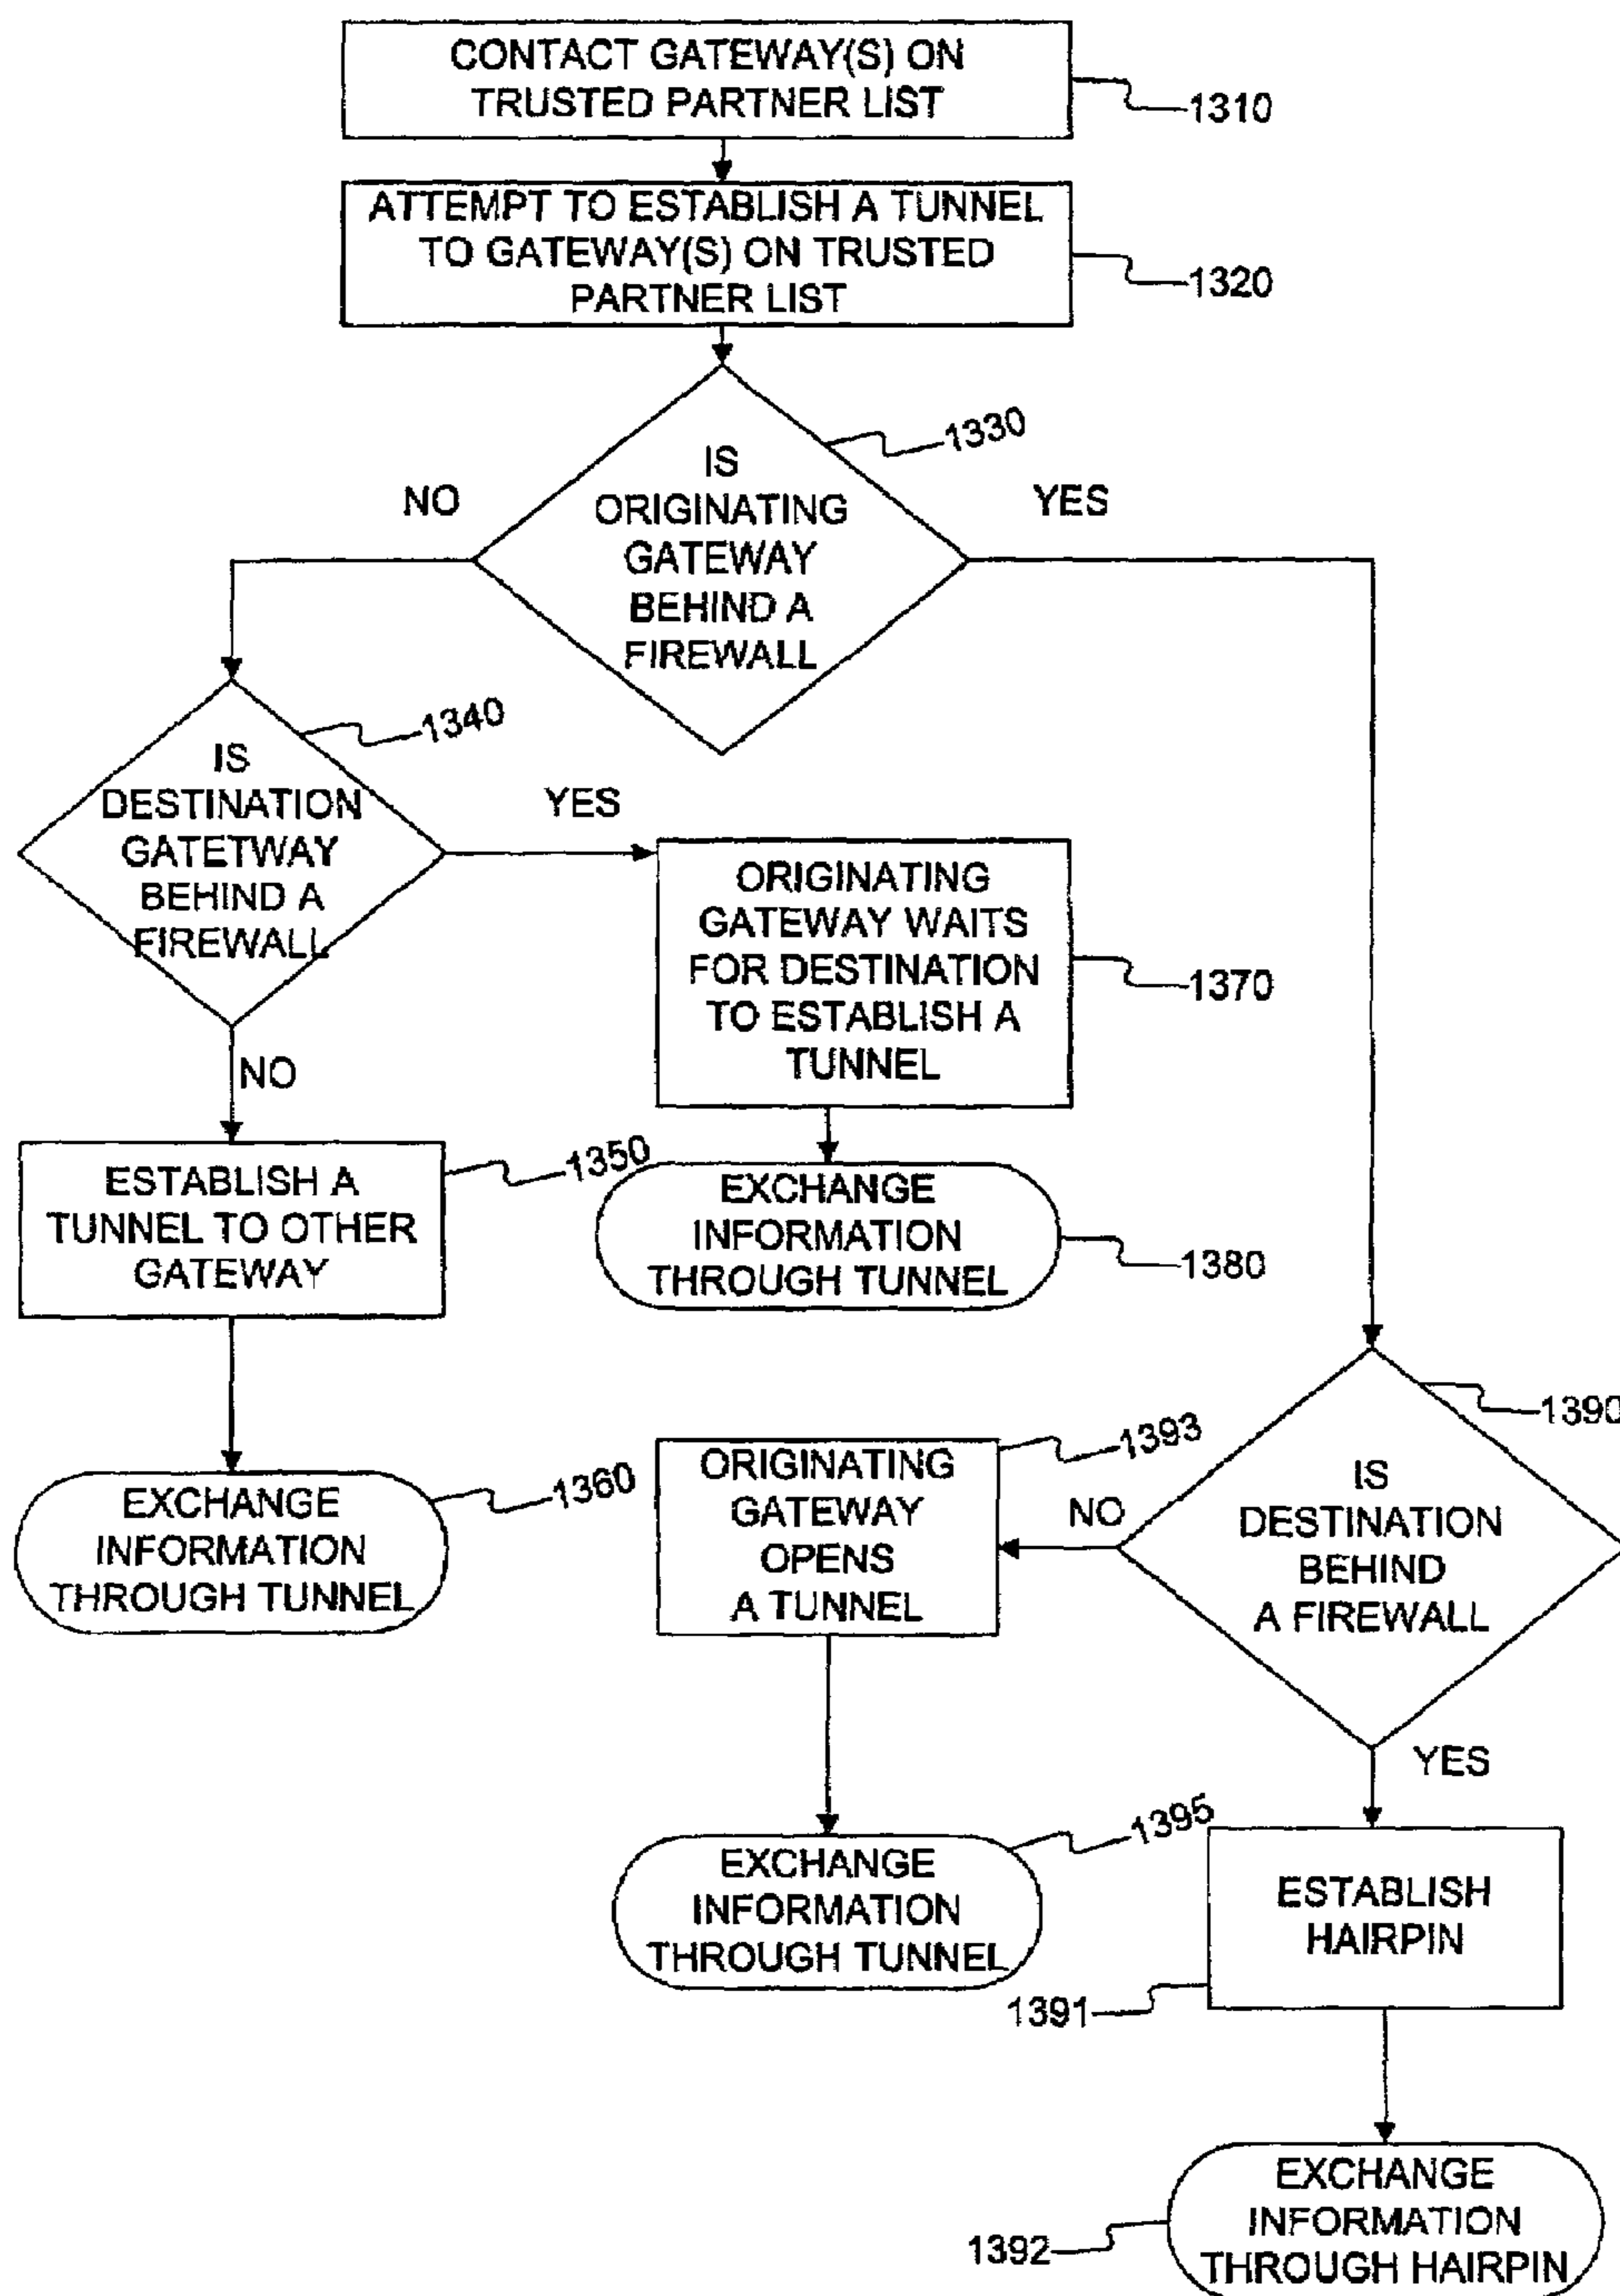 CONTACT GATEWAY(S) ON
TRUSTED PARTNER LIST
1310
ATTEMPT TO ESTABLISH A TUNNEL
TO GATEWAY(S) ON TRUSTED
PARTNER LIST
1320
1330
IS
ORIGINATING
GATEWAY
BEHIND A
FIREWALL
NO
YES
1340
IS
DESTINATION
GATETWAY
BEHIND A
FIREWALL
YES
NO
ORIGINATING
GATEWAY WAITS
FOR DESTINATION
TO ESTABLISH A
TUNNEL
1370
ESTABLISH A
TUNNEL TO OTHER
GATEWAY
1350
EXCHANGE
INFORMATION
THROUGH TUNNEL
1380
EXCHANGE
INFORMATION
THROUGH TUNNEL
1360
1390
IS
DESTINATION
BEHIND
A FIREWALL
NO
YES
ORIGINATING
GATEWAY
OPENS
A TUNNEL
1393
EXCHANGE
INFORMATION
THROUGH TUNNEL
1395
ESTABLISH
HAIRPIN
1391
EXCHANGE
INFORMATION
THROUGH HAIRPIN
1392